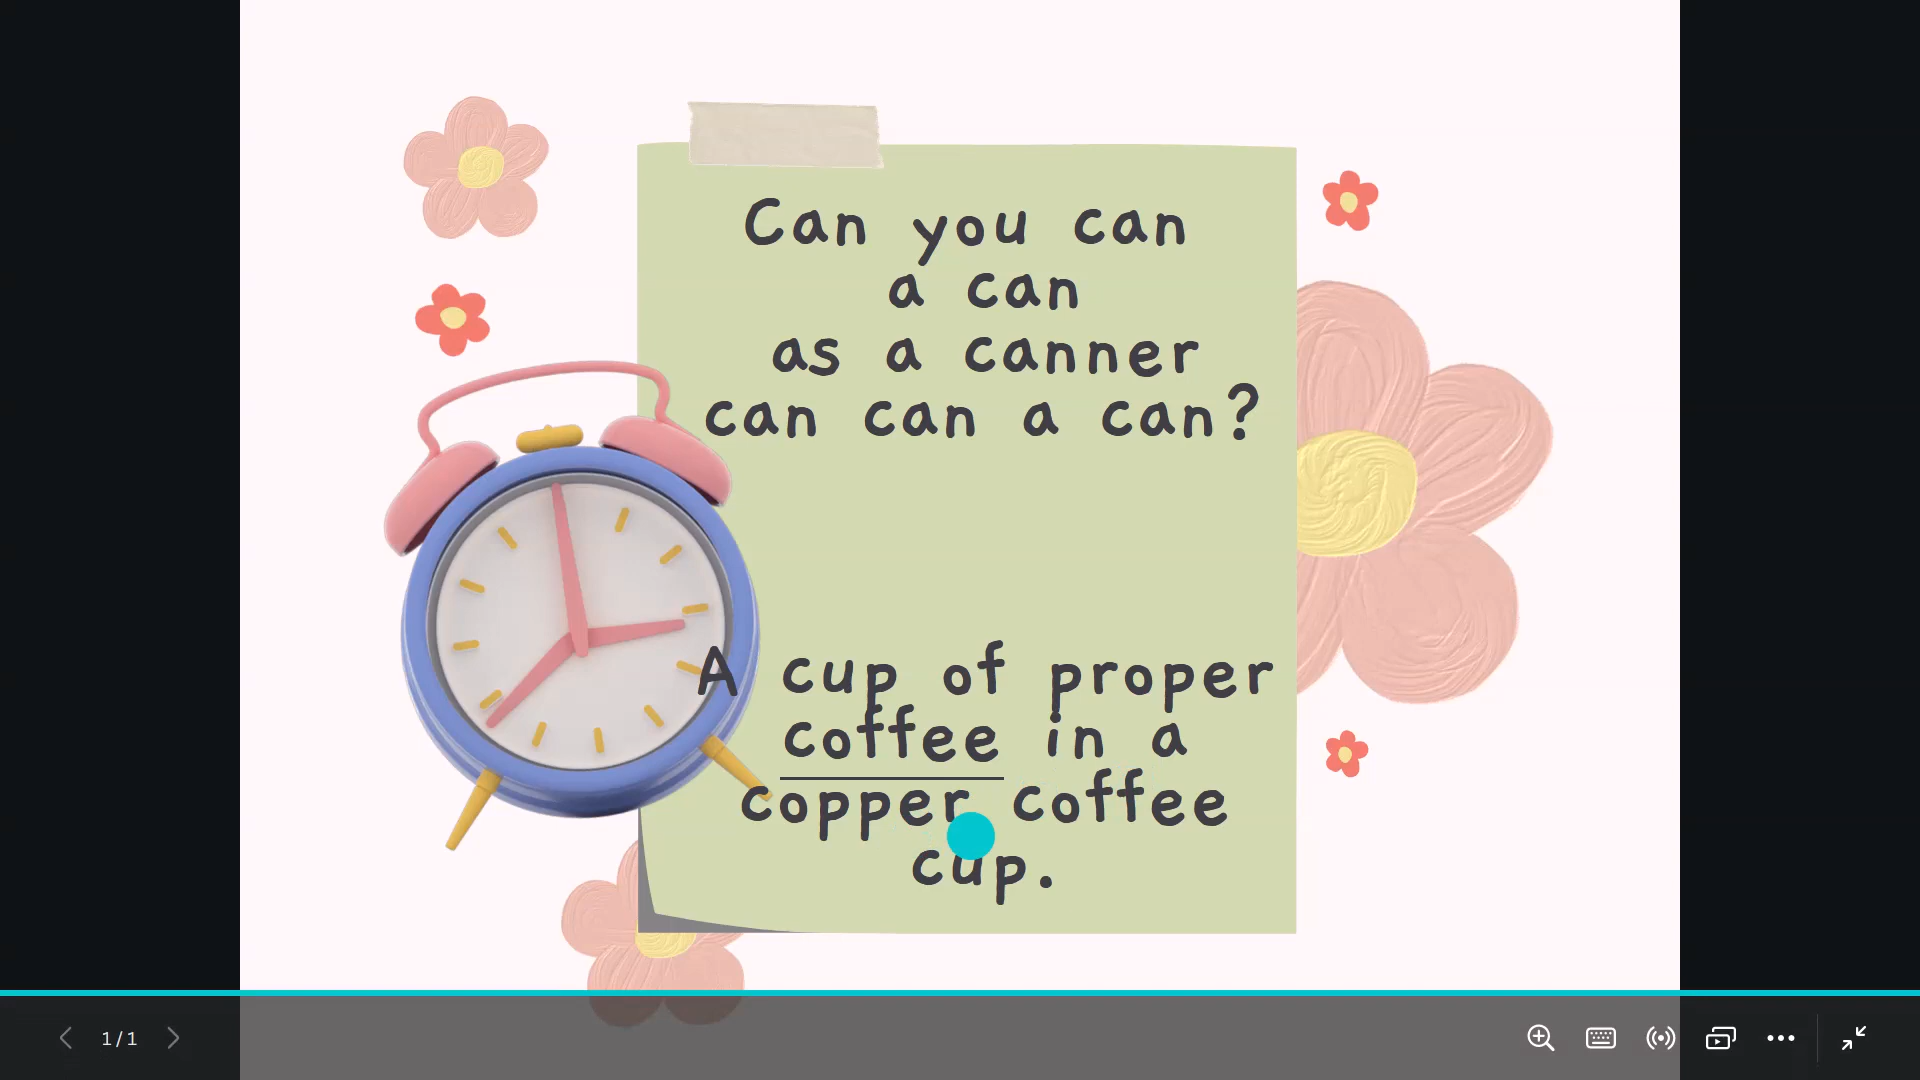 Can you can
a can
as a canner
can can a can?
A cup of proper
coffee in a
copper coffee
cup.
1/1